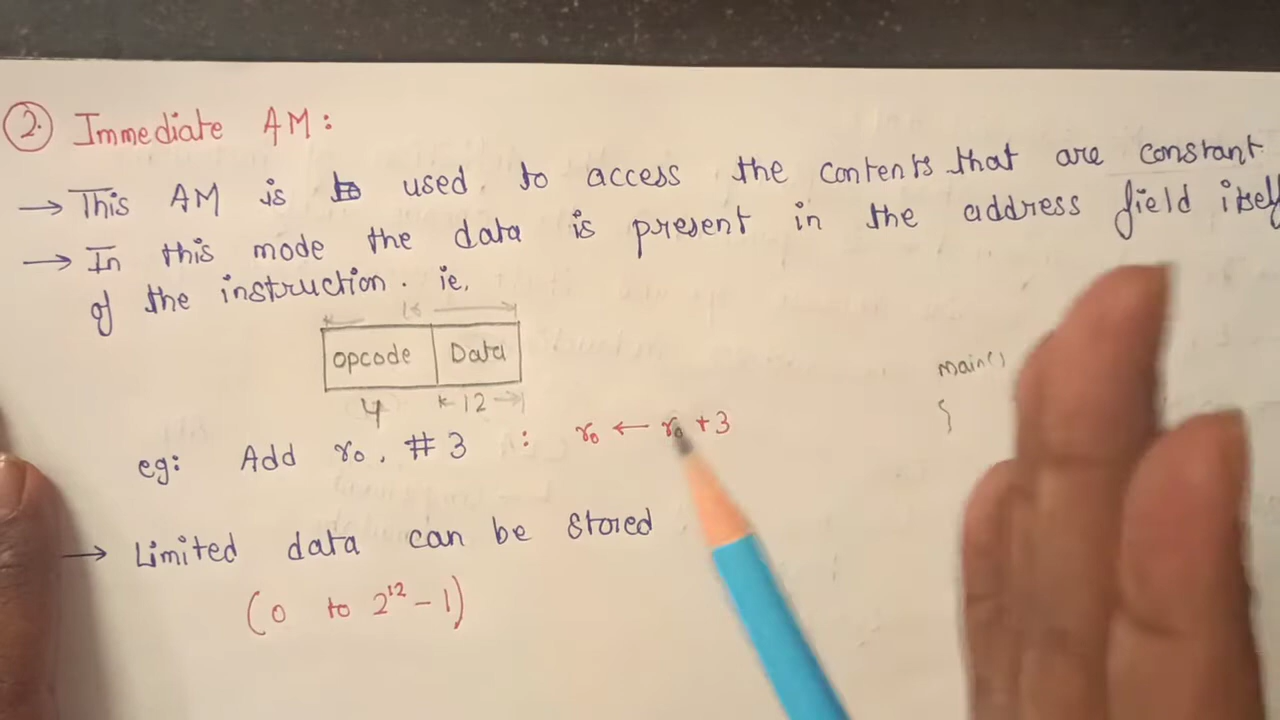 2. Immediate AM:
→ This AM is used to access the contents that are constant
→ In this mode the data is present in the address field itself
of the instruction. ie,
16
opcode Data
4 12
eg: Add r0, #3 : r0 ← r0 + 3
main()
{
→ Limited data can be stored
(0 to 2¹² - 1)